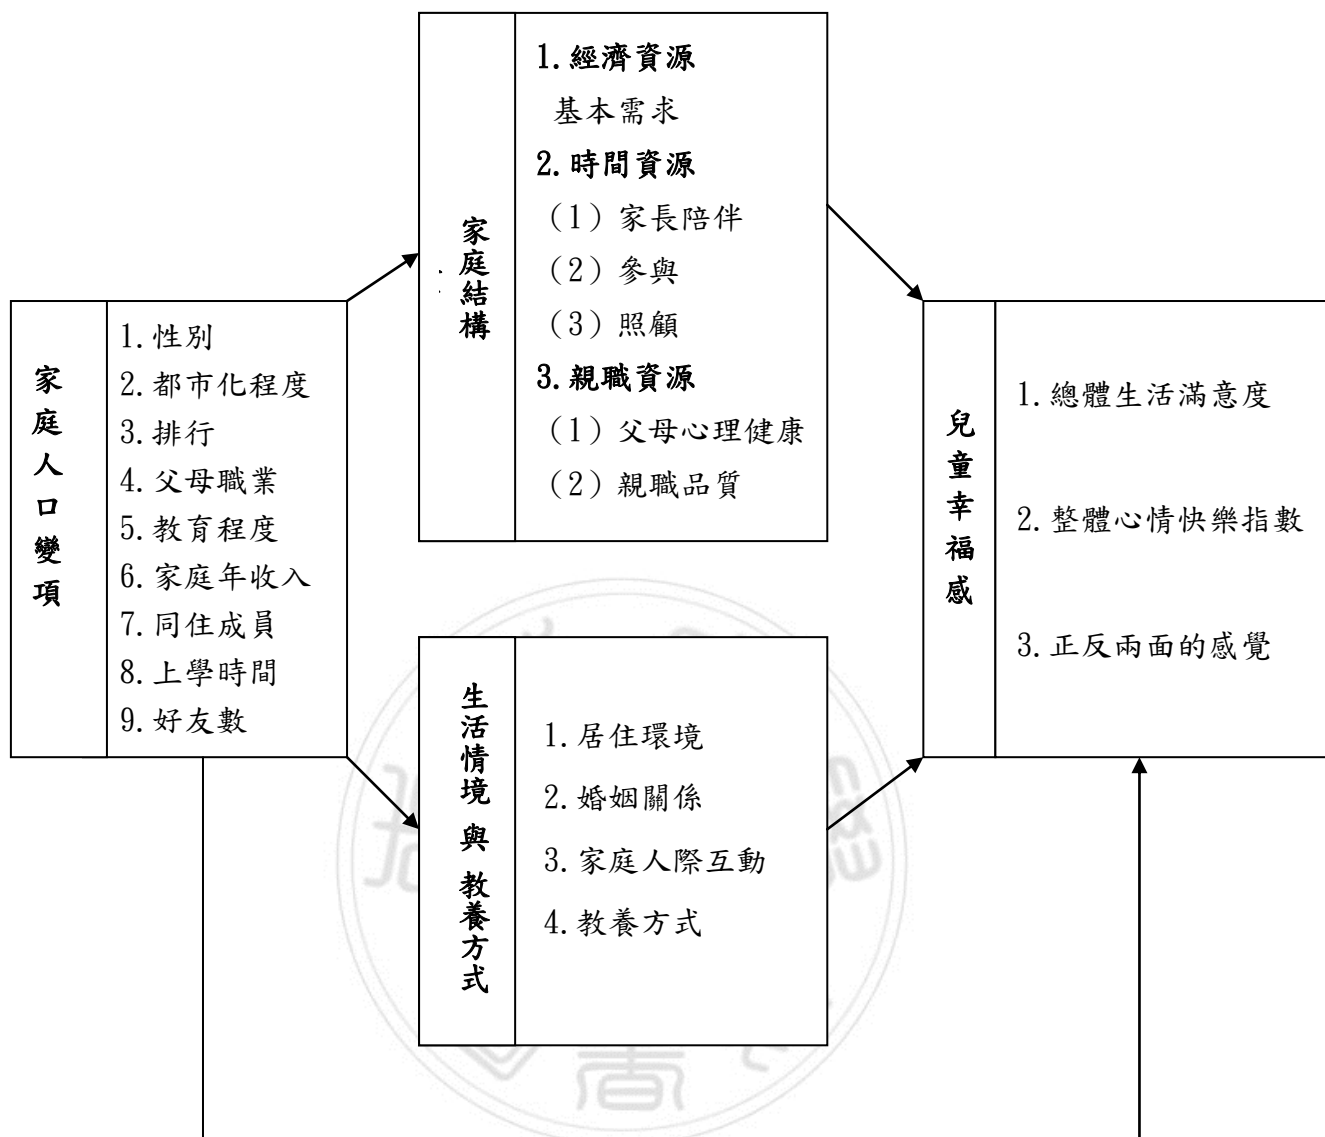 家庭人口變項
1.性別
2.都市化程度
3.排行
4.父母職業
5.教育程度
6.家庭年收入
7.同住成員
8.上學時間
9.好友數
家庭結構
1.經濟資源
基本需求
2.時間資源
（1）家長陪伴
（2）參與
（3）照顧
3.親職資源
（1）父母心理健康
（2）親職品質
生活情境 與 教養方式
1.居住環境
2.婚姻關係
3.家庭人際互動
4.教養方式
兒童幸福感
1.總體生活滿意度
2.整體心情快樂指數
3.正反兩面的感覺